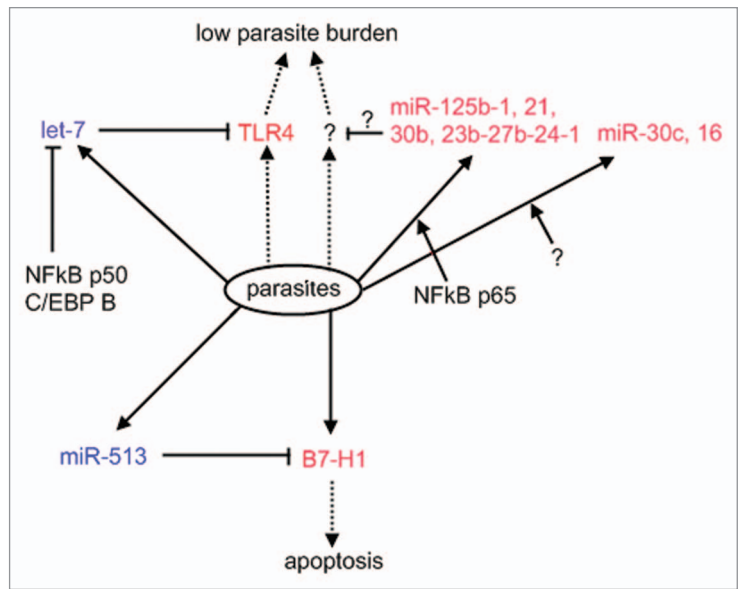 low parasite burden
let-7
TLR4
?
?
miR-125b-1, 21,
30b, 23b-27b-24-1
miR-30c, 16
NFkB p50
C/EBP B
parasites
NFkB p65
?
miR-513
B7-H1
apoptosis